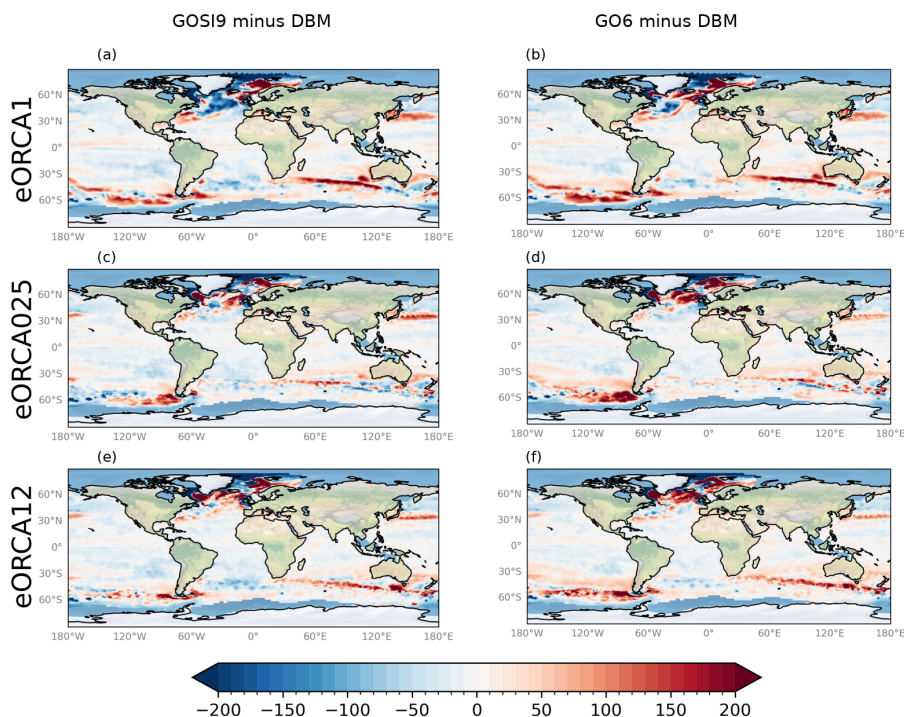 GOSI9 minus DBM
GO6 minus DBM
(a)
(b)
eORCA1
60°N
30°N
0°
30°S
60°S
180°W 120°W 60°W 0° 60°E 120°E 180°E
60°N
30°N
0°
30°S
60°S
180°W 120°W 60°W 0° 60°E 120°E 180°E
(c)
(d)
eORCA025
60°N
30°N
0°
30°S
60°S
180°W 120°W 60°W 0° 60°E 120°E 180°E
60°N
30°N
0°
30°S
60°S
180°W 120°W 60°W 0° 60°E 120°E 180°E
(e)
(f)
eORCA12
60°N
30°N
0°
30°S
60°S
180°W 120°W 60°W 0° 60°E 120°E 180°E
60°N
30°N
0°
30°S
60°S
180°W 120°W 60°W 0° 60°E 120°E 180°E
−200 −150 −100 −50 0 50 100 150 200